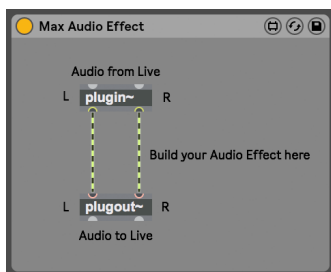 Max Audio Effect
Audio from Live
L plugin~ R
Build your Audio Effect here
L plugout~ R
Audio to Live